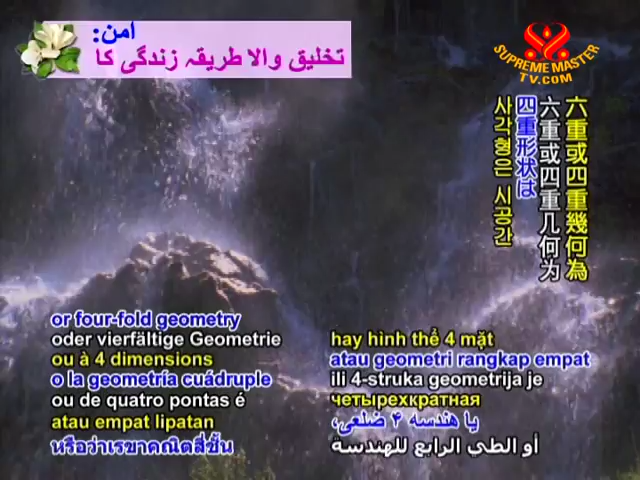 امن:
تخلیق والا طریقہ زندگی کا
SUPREME MASTER
TV.COM
六重或四重幾何為
六重或四重几何为
四重形状は
사각형은 시공간
or four-fold geometry
oder vierfältige Geometrie
ou à 4 dimensions
o la geometría cuádruple
ou de quatro pontas é
atau empat lipatan
หรือว่าเรขาคณิตสี่ชั้น
hay hình thể 4 mặt
atau geometri rangkap empat
ili 4-struka geometrija je
четырехкратная
یا هندسه ۴ ضلعی،
أو الطي الرابع للهندسة